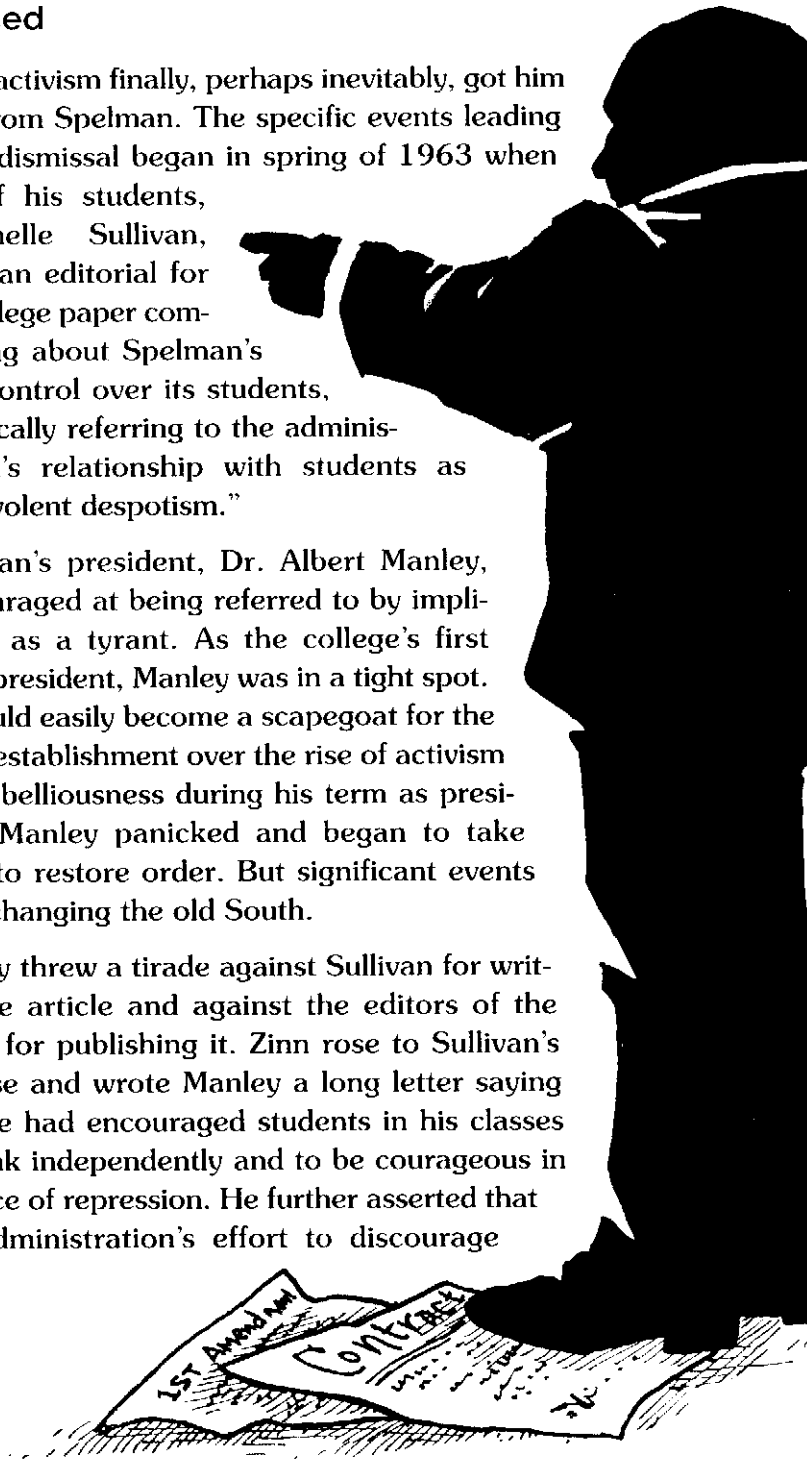 ed
activism finally, perhaps inevitably, got him
rom Spelman. The specific events leading
dismissal began in spring of 1963 when
f his students,
nelle Sullivan,
an editorial for
lege paper com-
g about Spelman's
ontrol over its students,
cally referring to the adminis-
's relationship with students as
volent despotism."
an's president, Dr. Albert Manley,
traged at being referred to by impli-
as a tyrant. As the college's first
president, Manley was in a tight spot.
uld easily become a scapegoat for the
establishment over the rise of activism
belliousness during his term as presi-
Manley panicked and began to take
to restore order. But significant events
changing the old South.
y threw a tirade against Sullivan for writ-
e article and against the editors of the
for publishing it. Zinn rose to Sullivan's
se and wrote Manley a long letter saying
e had encouraged students in his classes
nk independently and to be courageous in
ce of repression. He further asserted that
dministration's effort to discourage
1ST Amendment
Contract